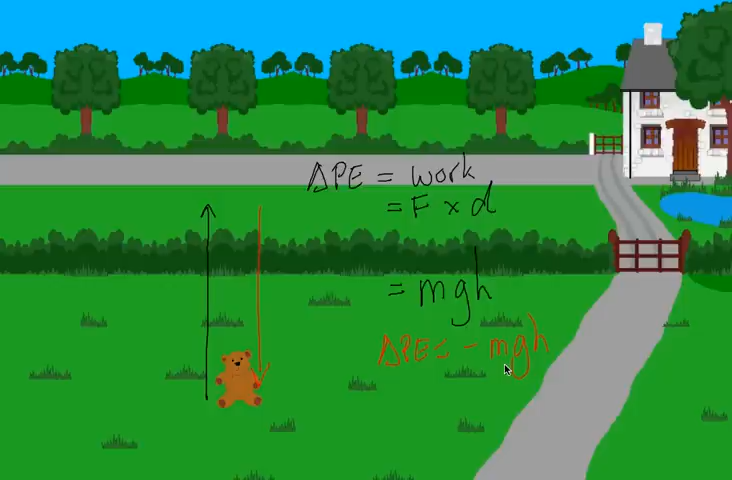 ΔPE = work
= F × d
= mgh
ΔPE = - mgh